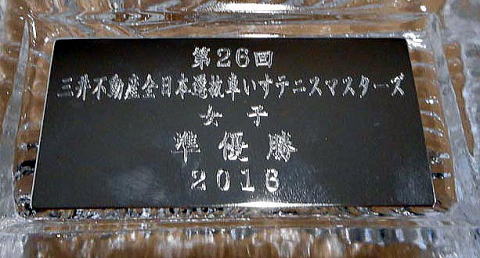 第26回
三井不動産全日本選抜車いすテニスマスターズ
女子
準優勝
2016